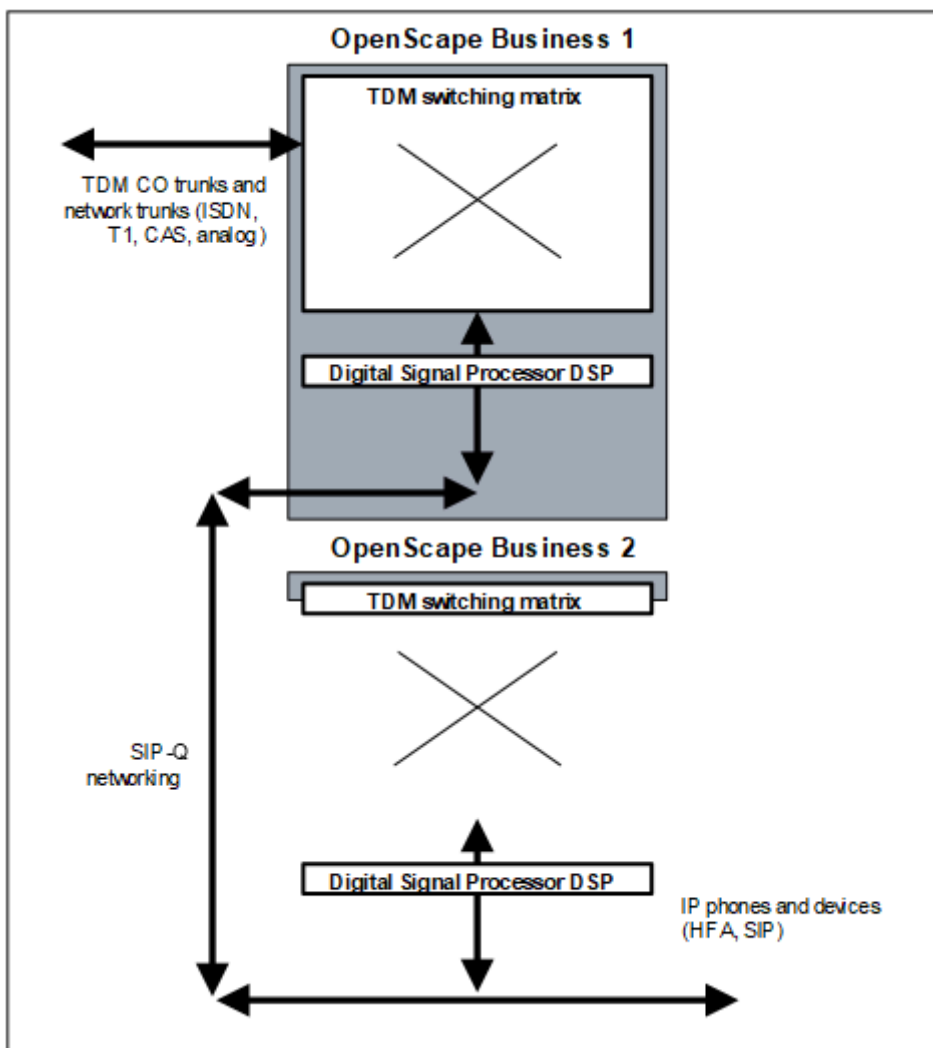 OpenScape Business 1
TDM switching matrix
TDM CO trunks and
network trunks (ISDN,
T1, CAS, analog)
Digital Signal Processor DSP
OpenScape Business 2
TDM switching matrix
SIP-Q
networking
Digital Signal Processor DSP
IP phones and devices
(HFA, SIP)